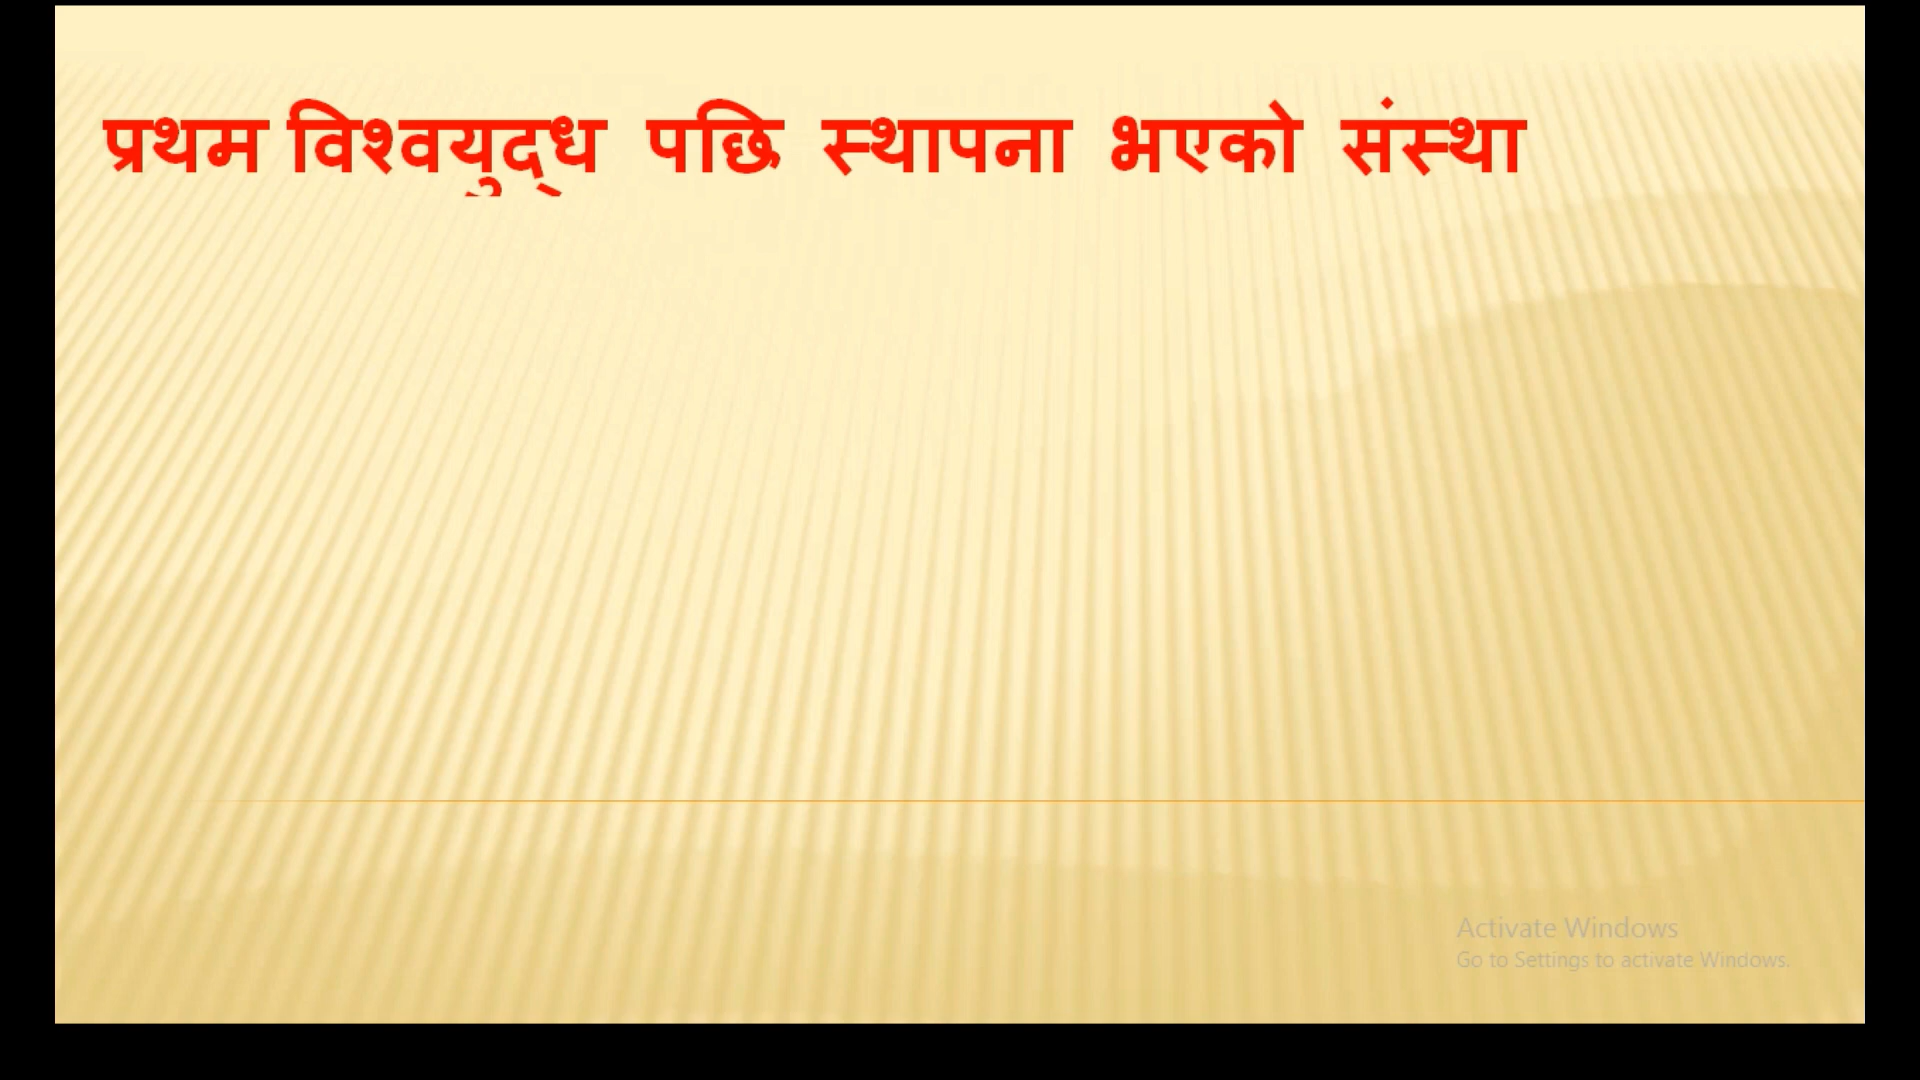 प्रथम विश्वयुद्ध पछि स्थापना भएको संस्था
Activate Windows
Go to Settings to activate Windows.